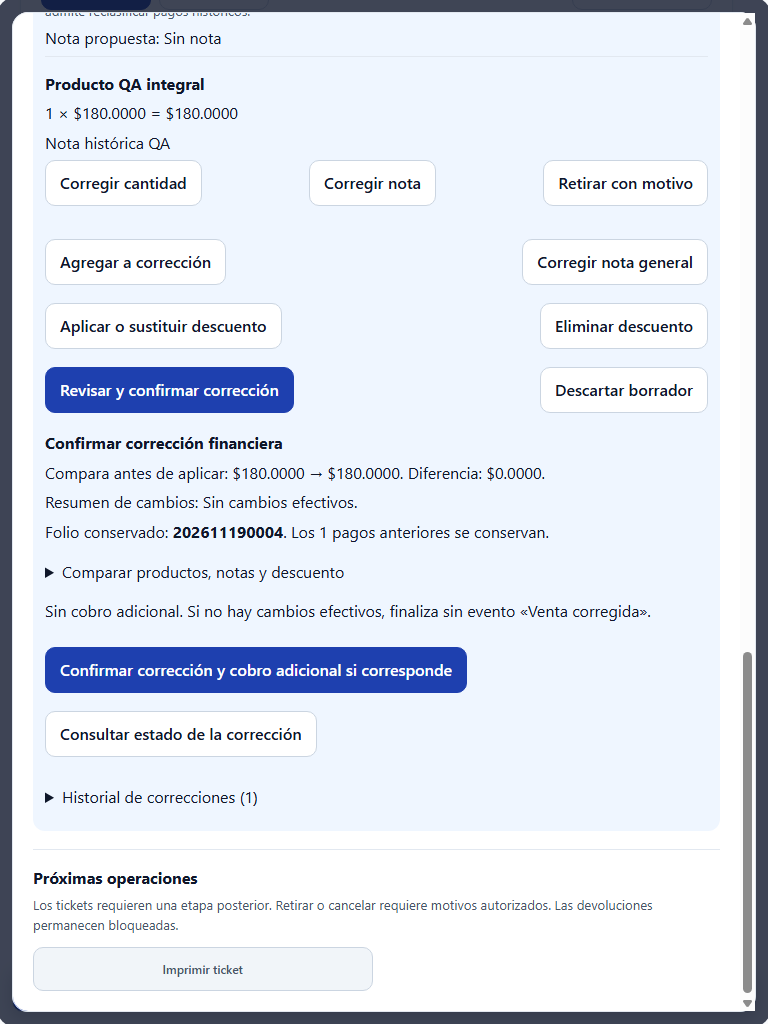 admite reclasificar pagos históricos.
Nota propuesta: Sin nota
Producto QA integral
1 × $180.0000 = $180.0000
Nota histórica QA
Corregir cantidad
Corregir nota
Retirar con motivo
Agregar a corrección
Corregir nota general
Aplicar o sustituir descuento
Eliminar descuento
Revisar y confirmar corrección
Descartar borrador
Confirmar corrección financiera
Compara antes de aplicar: $180.0000 → $180.0000. Diferencia: $0.0000.
Resumen de cambios: Sin cambios efectivos.
Folio conservado: 202611190004. Los 1 pagos anteriores se conservan.
▶ Comparar productos, notas y descuento
Sin cobro adicional. Si no hay cambios efectivos, finaliza sin evento «Venta corregida».
Confirmar corrección y cobro adicional si corresponde
Consultar estado de la corrección
▶ Historial de correcciones (1)
Próximas operaciones
Los tickets requieren una etapa posterior. Retirar o cancelar requiere motivos autorizados. Las devoluciones
permanecen bloqueadas.
Imprimir ticket